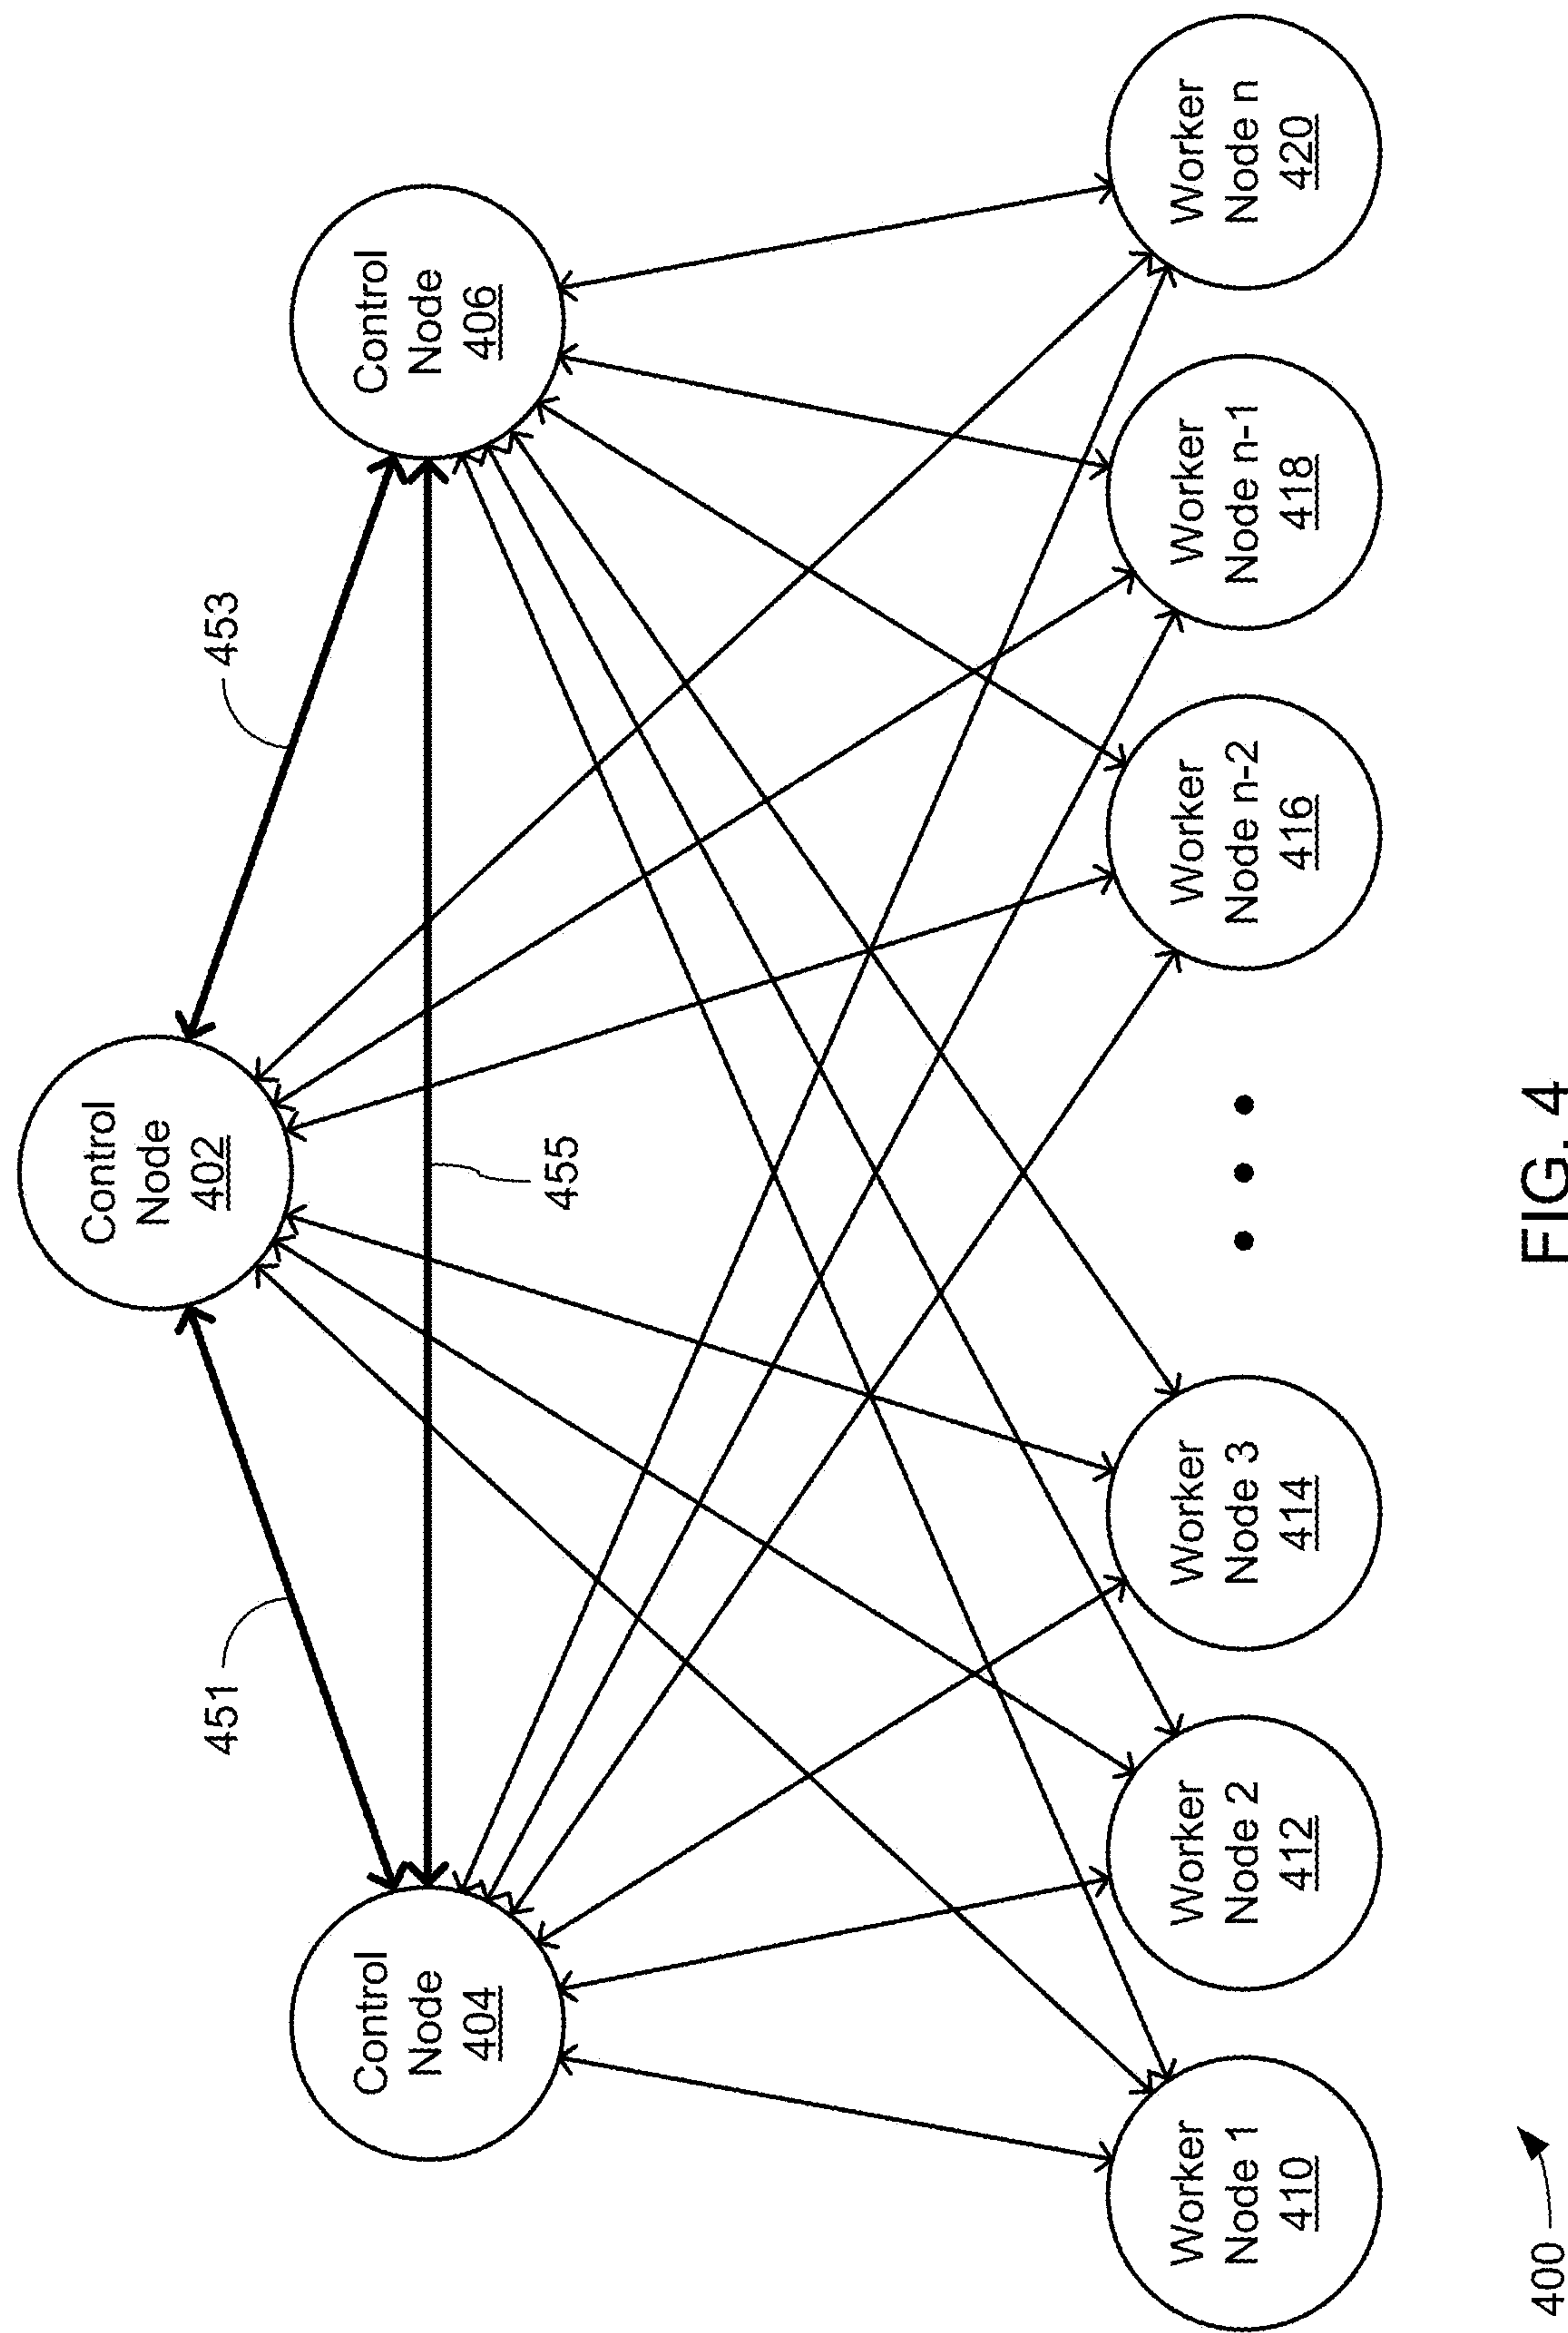 Control
Node
402
451
453
Control
Node
404
Control
Node
406
455
Worker
Node 1
410
Worker
Node 2
412
Worker
Node 3
414
Worker
Node n-2
416
Worker
Node n-1
418
Worker
Node n
420
400
FIG. 4